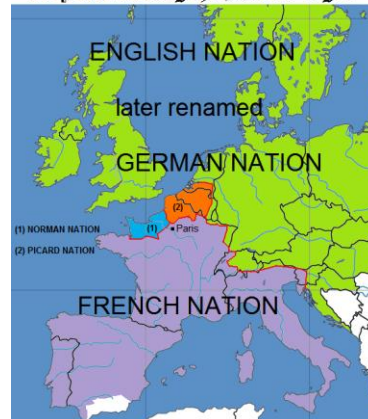 ENGLISH NATION
later renamed
GERMAN NATION
(2)
(1) NORMAN NATION
(1)
Paris
(2) PICARD NATION
FRENCH NATION